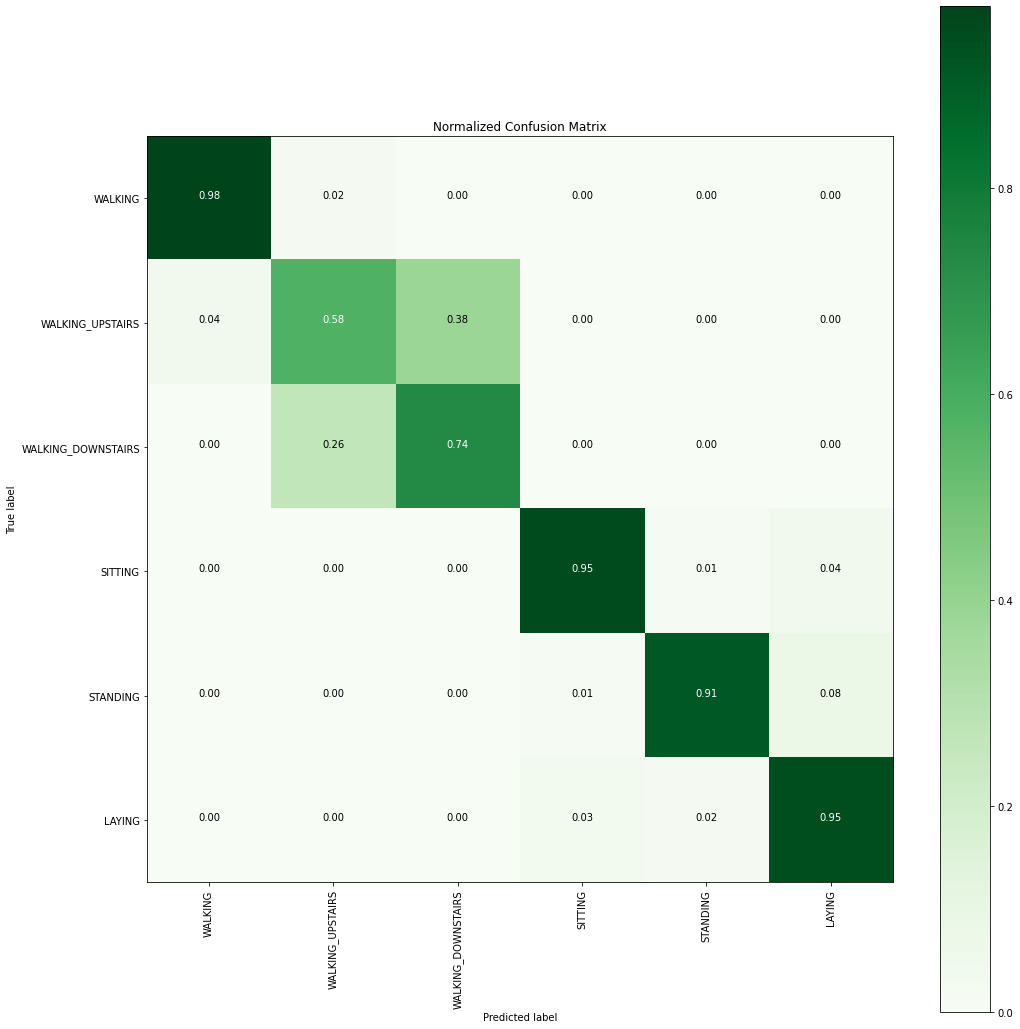 Normalized Confusion Matrix
WALKING 0.98 0.02 0.00 0.00 0.00 0.00
WALKING_UPSTAIRS 0.04 0.58 0.38 0.00 0.00 0.00
WALKING_DOWNSTAIRS 0.00 0.26 0.74 0.00 0.00 0.00
SITTING 0.00 0.00 0.00 0.95 0.01 0.04
STANDING 0.00 0.00 0.00 0.01 0.91 0.08
LAYING 0.00 0.00 0.00 0.03 0.02 0.95
True label
WALKING
WALKING_UPSTAIRS
WALKING_DOWNSTAIRS
SITTING
STANDING
LAYING
Predicted label
0.8
0.6
0.4
0.2
0.0